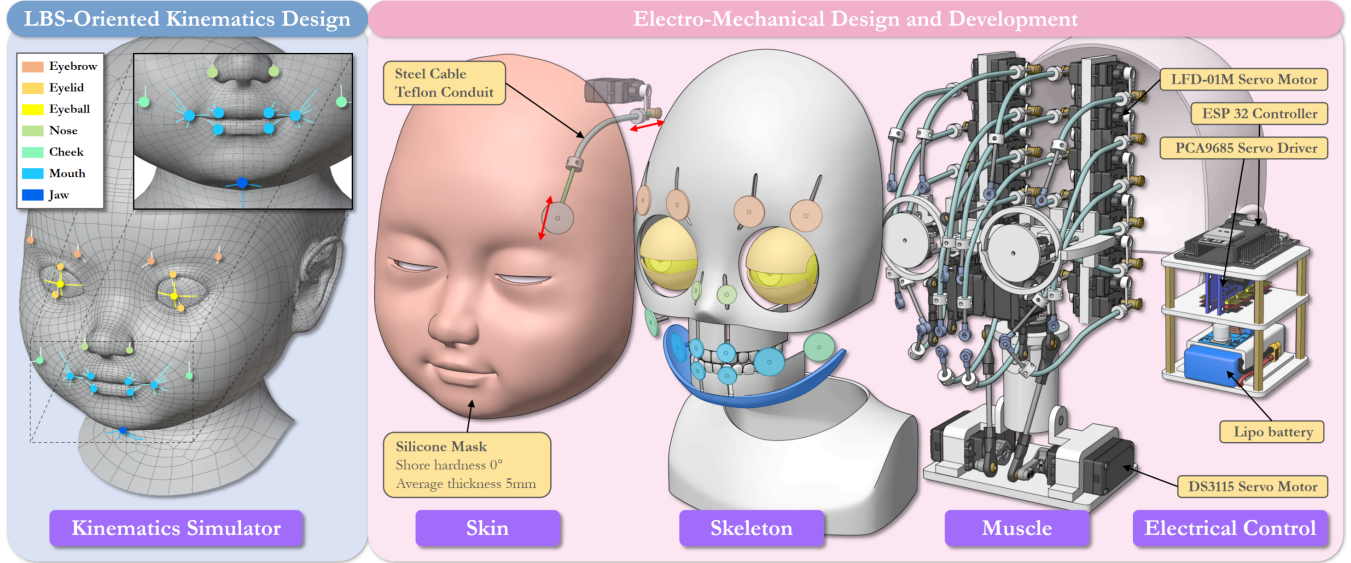 LBS-Oriented Kinematics Design
Electro-Mechanical Design and Development
Eyebrow
Eyelid
Eyeball
Nose
Cheek
Mouth
Jaw
Steel Cable
Teflon Conduit
LFD-01M Servo Motor
ESP 32 Controller
PCA9685 Servo Driver
Silicone Mask
Shore hardness 0°
Average thickness 5mm
Lipo battery
DS3115 Servo Motor
Kinematics Simulator
Skin
Skeleton
Muscle
Electrical Control